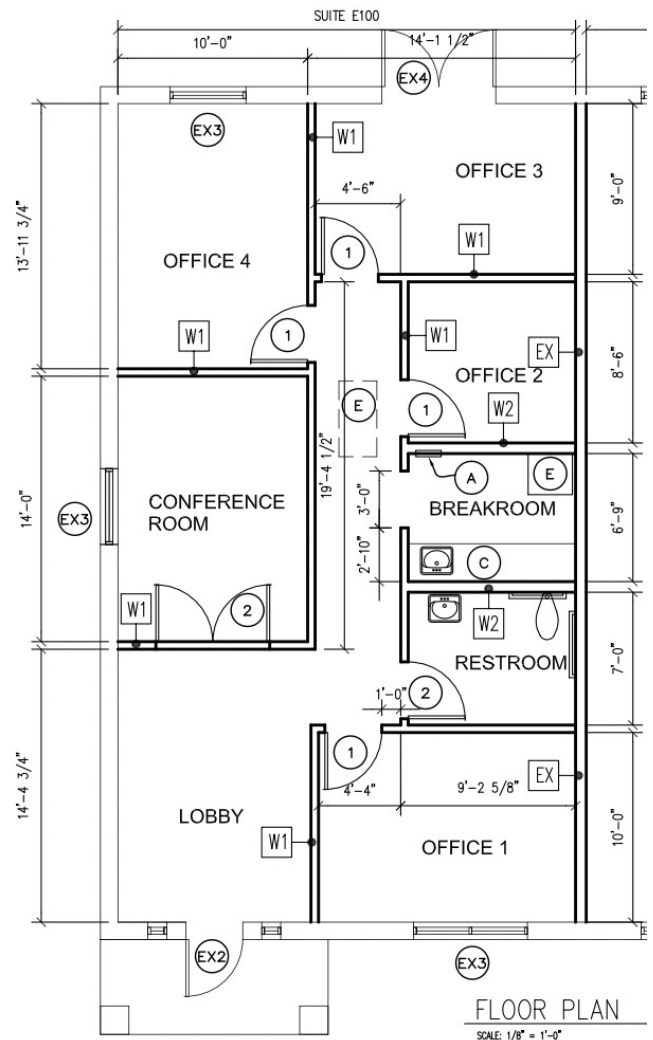 SUITE E100
10'-0"
14'-1 1/2"
EX4
EX3
W1
OFFICE 3
4'-6"
9'-0"
13'-11 3/4"
OFFICE 4
1
W1
1
W1
W1
EX
OFFICE 2
8'-6"
E
1
W2
19'-4 1/2"
A
E
CONFERENCE
ROOM
3'-0"
BREAKROOM
6'-9"
14'-0"
EX3
2'-10"
C
W1
2
W2
RESTROOM
7'-0"
1'-0"
2
1
EX
14'-4 3/4"
4'-4"
9'-2 5/8"
LOBBY
W1
OFFICE 1
10'-0"
EX2
EX3
FLOOR PLAN
SCALE: 1/8" = 1'-0"